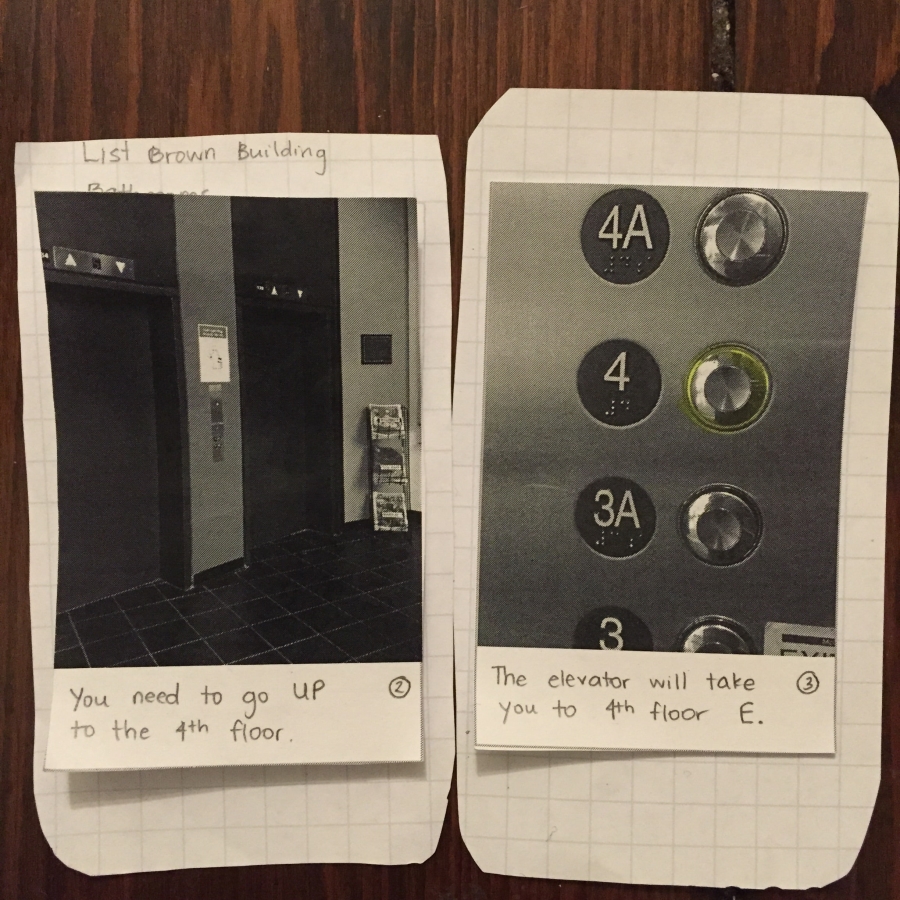 List Brown Building
Bathrooms
You need to go UP ②
to the 4th floor.
4A
4
3A
3
EXIT
The elevator will take ③
you to 4th floor E.